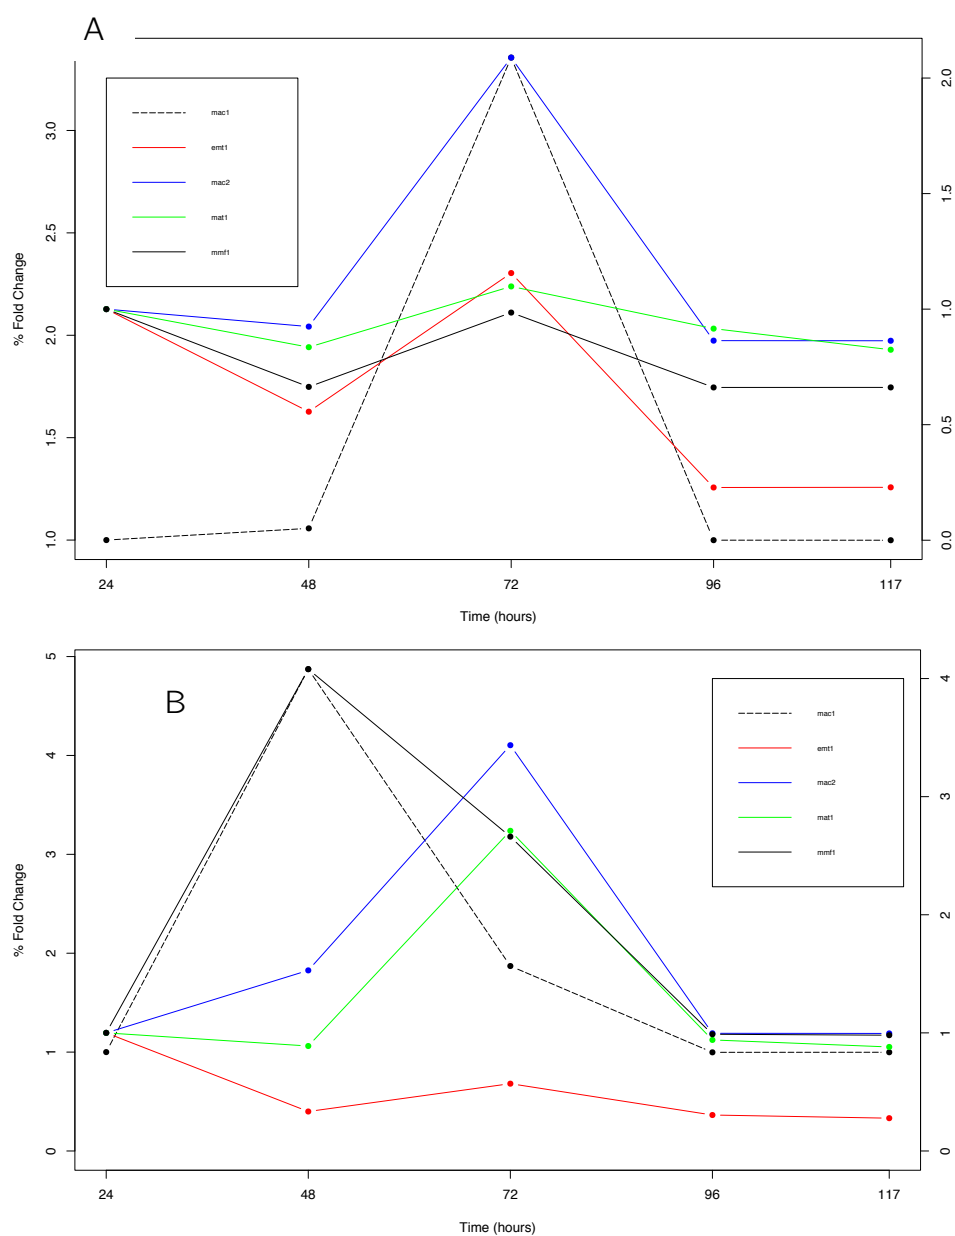 A
mac1
emt1
mac2
mat1
mmf1
% Fold Change
1.0
1.5
2.0
2.5
3.0
0.0
0.5
1.0
1.5
2.0
24 48 72 96 117
Time (hours)
B
mac1
emt1
mac2
mat1
mmf1
% Fold Change
0
1
2
3
4
5
0
1
2
3
4
24 48 72 96 117
Time (hours)